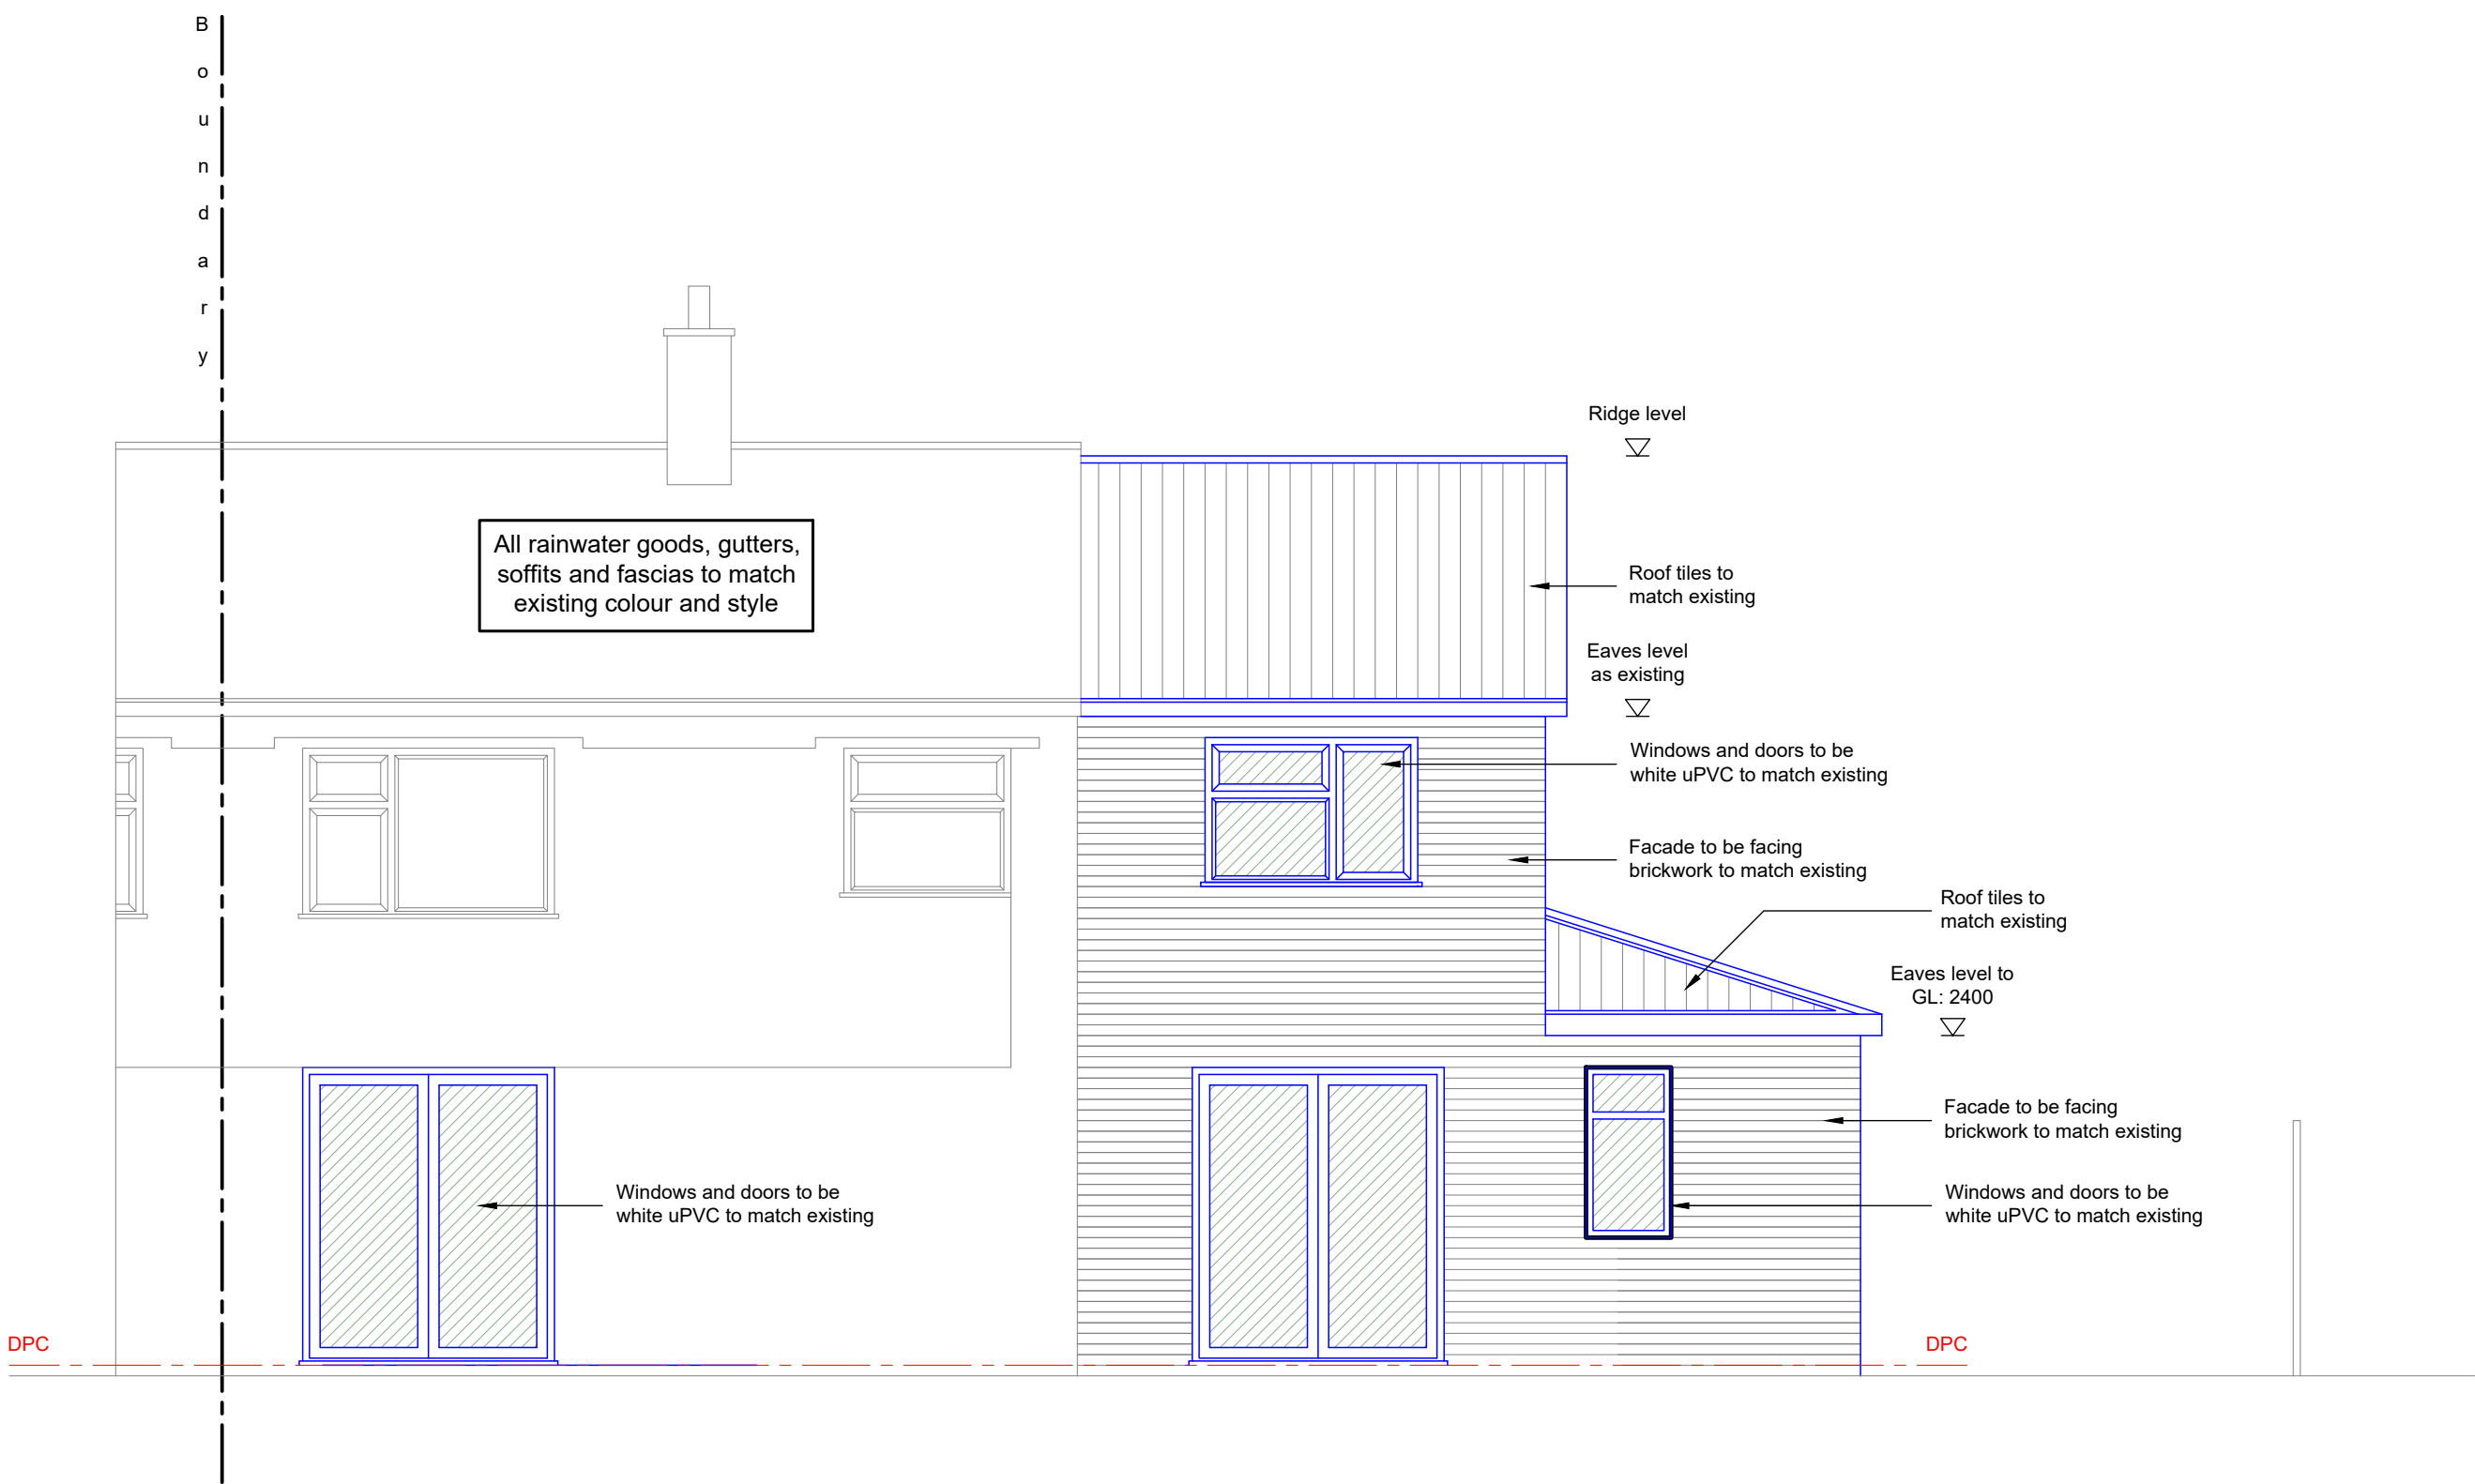 Boundary
Ridge level
All rainwater goods, gutters,
soffits and fascias to match
existing colour and style
Roof tiles to
match existing
Eaves level
as existing
Windows and doors to be
white uPVC to match existing
Facade to be facing
brickwork to match existing
Roof tiles to
match existing
Eaves level to
GL: 2400
Facade to be facing
brickwork to match existing
Windows and doors to be
white uPVC to match existing
Windows and doors to be
white uPVC to match existing
DPC
DPC